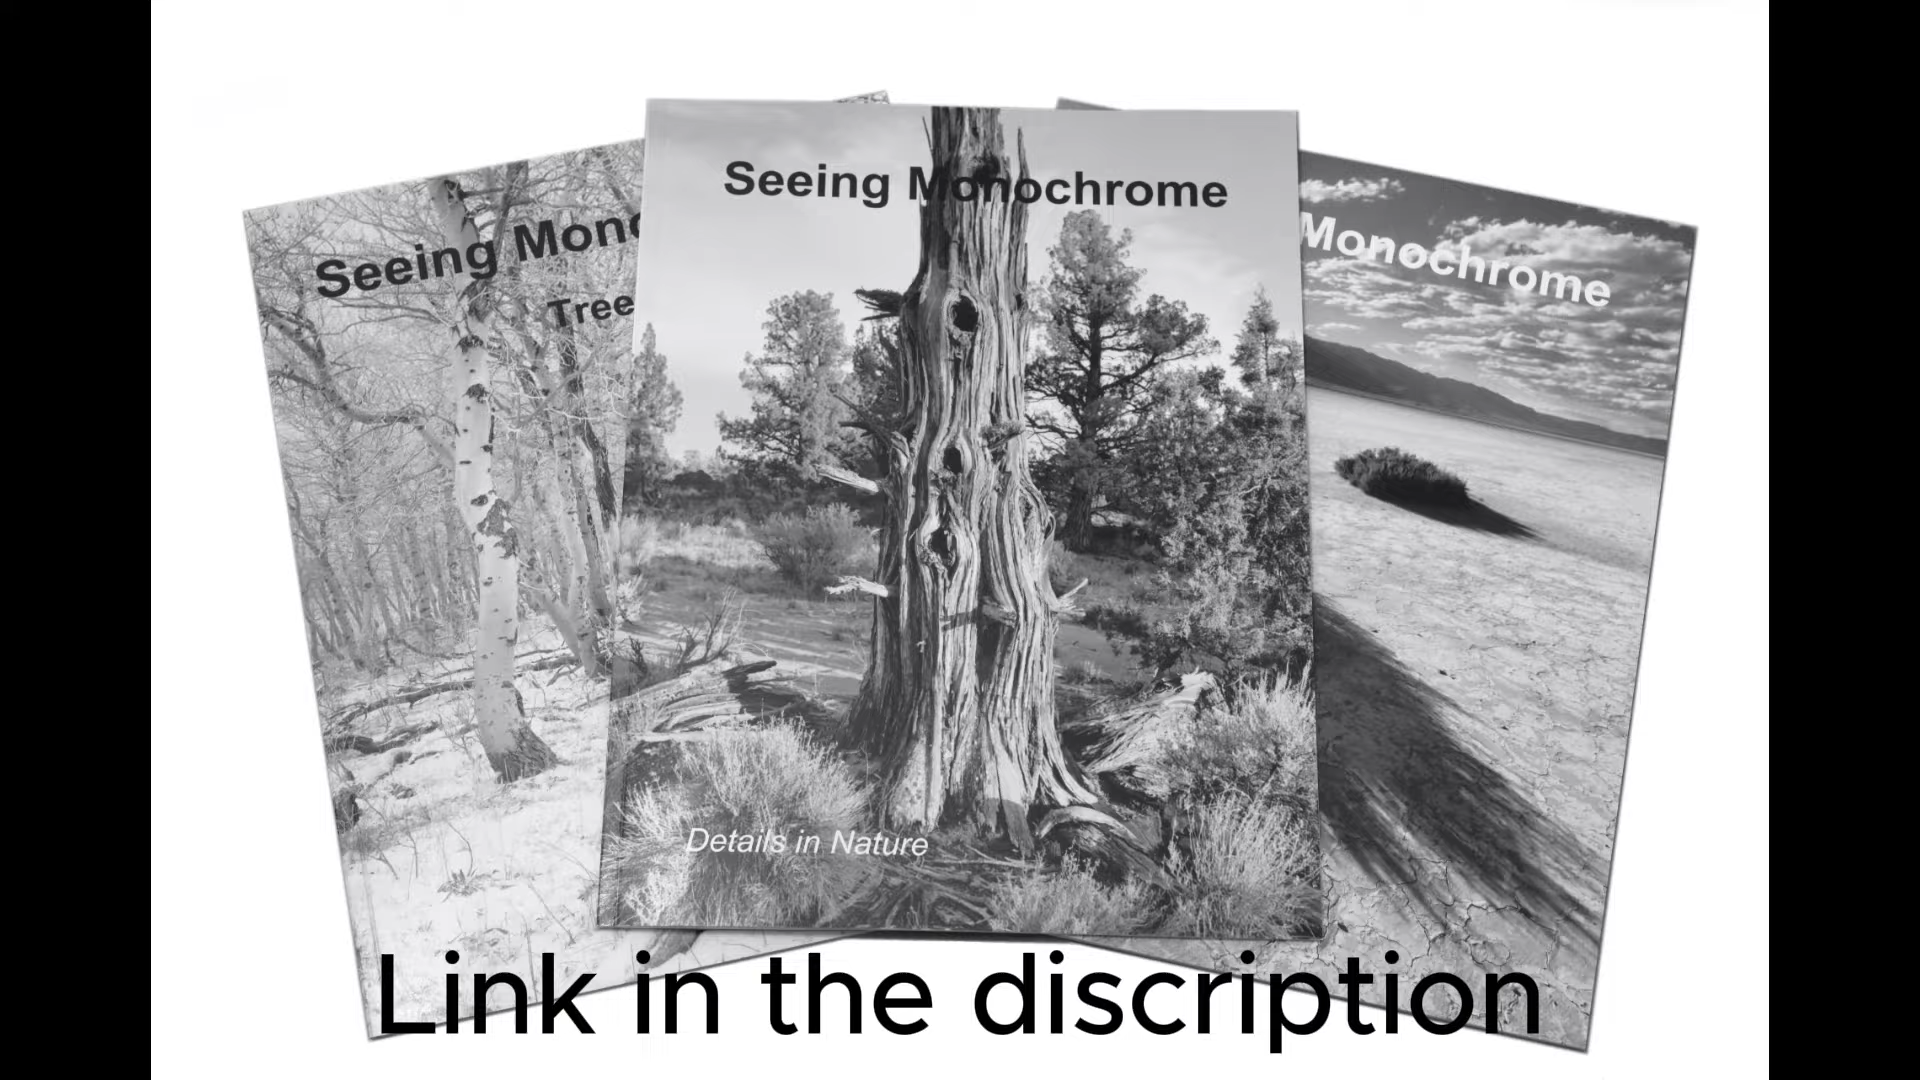 Seeing Monochrome
Seeing Mono
Tree
Monochrome
Details in Nature
Link in the discription